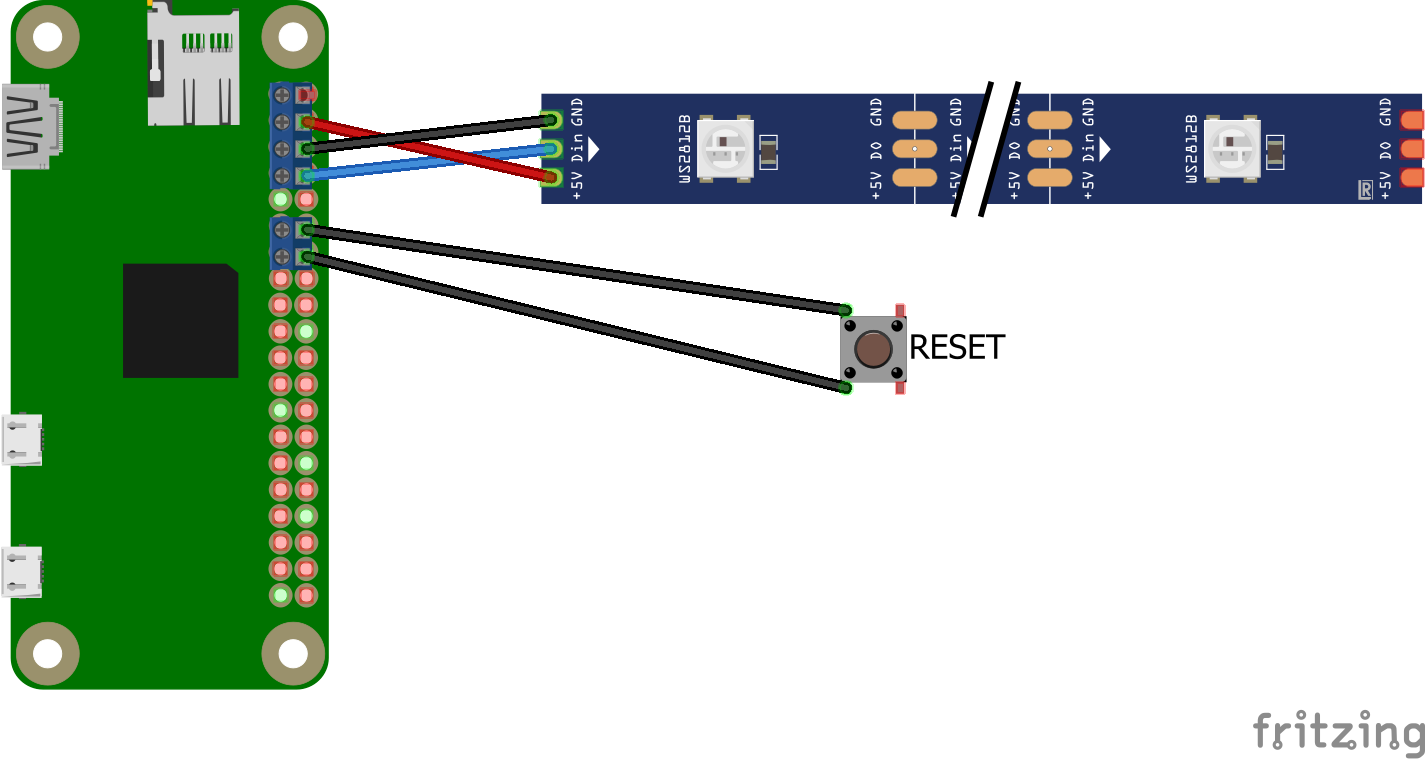 GND
Din
+5V
WS2812B
GND
DO
+5V
GND
Din
+5V
GND
DO
+5V
GND
Din
+5V
WS2812B
GND
DO
+5V
RESET
fritzing